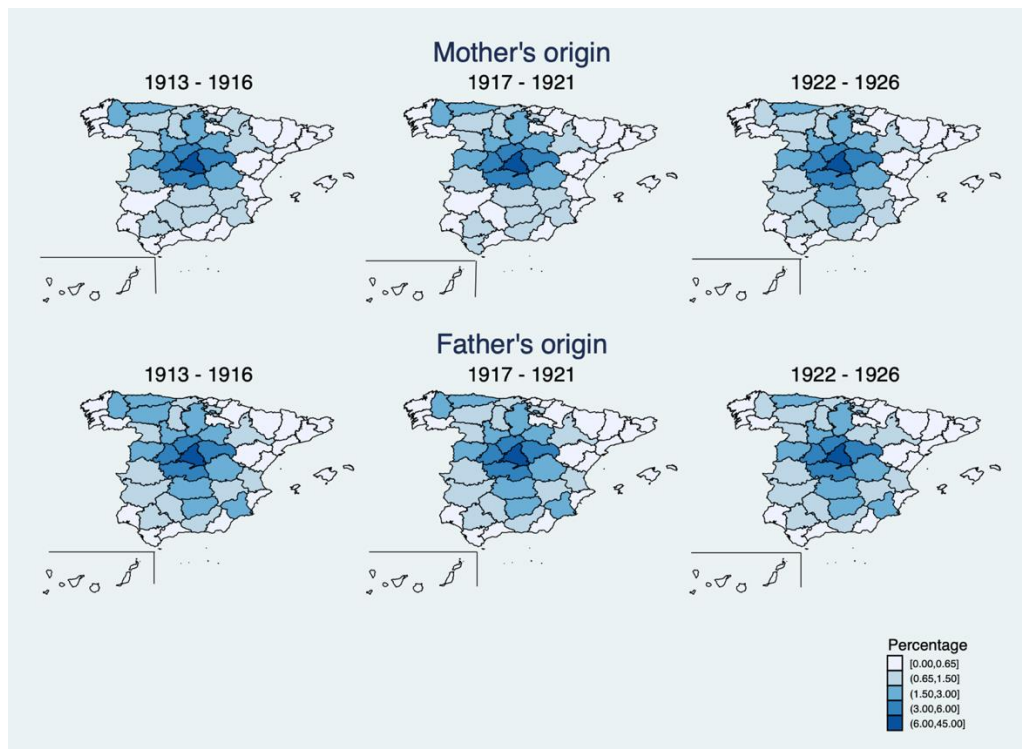 Mother's origin
1913 - 1916
1917 - 1921
1922 - 1926
Father's origin
1913 - 1916
1917 - 1921
1922 - 1926
Percentage
[0.00,0.65]
(0.65,1.50]
(1.50,3.00]
(3.00,6.00]
(6.00,45.00]